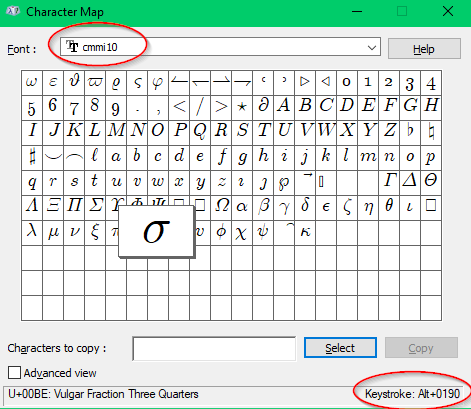 Character Map
Font : cmmi10 Help
ω ε ϑ ϖ ϱ ς φ ↼ ↽ ⇀ ⇁ ʿ ʾ ▷ ◁ 0 1 2 3 4
5 6 7 8 9 . , < / > ⋆ ∂ A B C D E F G H
I J K L M N O P Q R S T U V W X Y Z ♭ ♮
♯ ⌣ ⌢ ℓ a b c d e f g h i j k l m n o p
q r s t u v w x y z ı ȷ ℘ Γ Δ Θ
Λ Ξ Π Σ Υ Φ Ψ Ω α β γ δ ϵ ζ η θ ι
λ μ ν ξ π σ υ ϕ χ ψ κ
Characters to copy : Select Copy
Advanced view
U+00BE: Vulgar Fraction Three Quarters Keystroke: Alt+0190